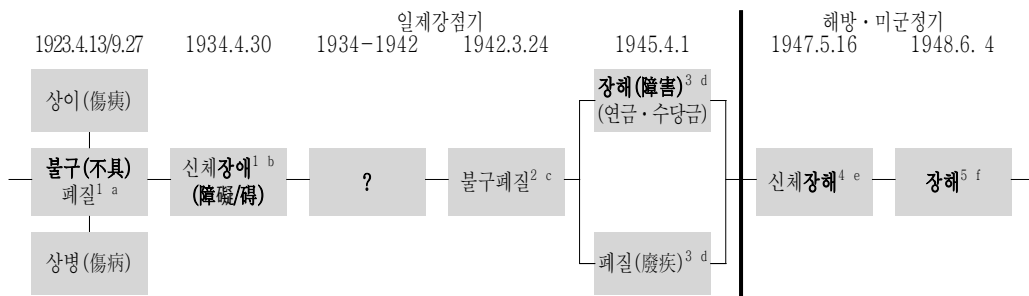 일제강점기
해방·미군정기
1923.4.13/9.27
1934.4.30
1934-1942
1942.3.24
1945.4.1
1947.5.16
1948.6. 4
상이(傷痍)
장해(障害)3 d
(연금·수당금)
불구(不具)
폐질1 a
신체장애1 b
(障礙/碍)
?
불구폐질2 c
신체장해4 e
장해5 f
상병(傷病)
폐질(廢疾)3 d